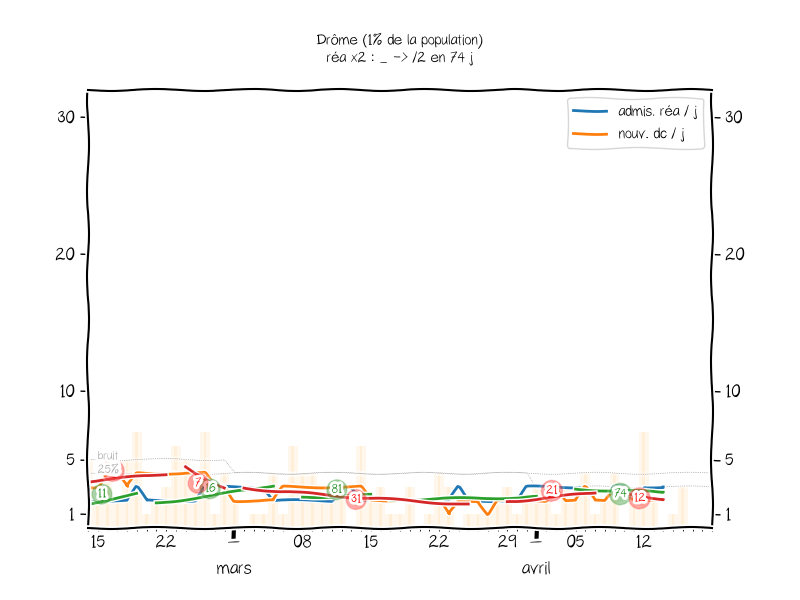 Drôme (1% de la population)
réa x2 : _ -> /2 en 74 j
30 30
admis. réa / j
nouv. dc / j
20 20
10 10
5 5
bruit
25%
11 7 16 81 31 21 74 12
1 1
15 22 1 08 15 22 29 1 05 12
mars avril